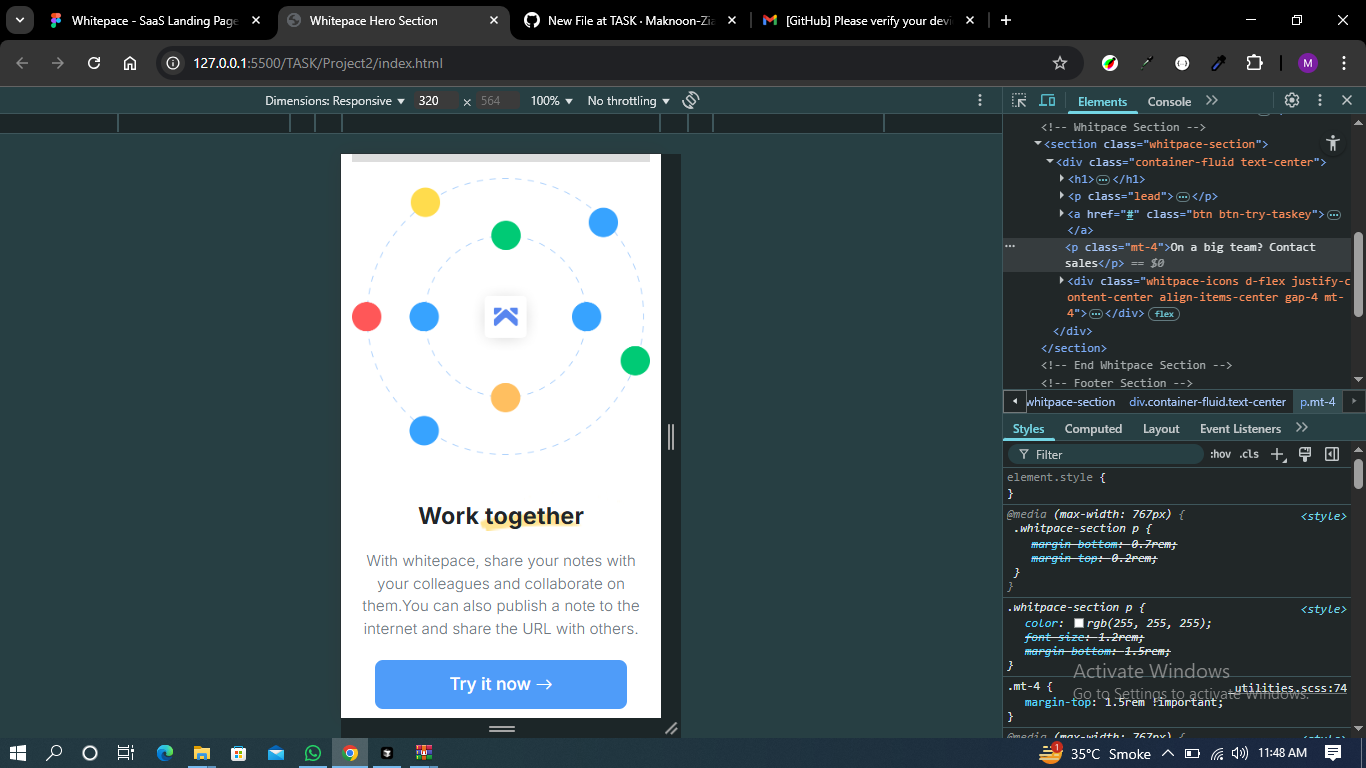 Whitepace - SaaS Landing Page
Whitepace Hero Section
New File at TASK · Maknoon-Zia
[GitHub] Please verify your devi
127.0.0.1:5500/TASK/Project2/index.html
M
Dimensions: Responsive
320
×
564
100%
No throttling
Elements
Console
<!-- Whitpace Section -->
<section class="whitpace-section">
<div class="container-fluid text-center">
<h1>…</h1>
<p class="lead">…</p>
<a href="#" class="btn btn-try-taskey">…
</a>
<p class="mt-4">On a big team? Contact
sales</p> == $0
<div class="whitpace-icons d-flex justify-c
ontent-center align-items-center gap-4 mt-
4">…</div> flex
</div>
</section>
<!-- End Whitpace Section -->
<!-- Footer Section -->
whitpace-section
div.container-fluid.text-center
p.mt-4
Styles
Computed
Layout
Event Listeners
Filter
:hov .cls
element.style {
}
@media (max-width: 767px) {
<style>
.whitpace-section p {
margin-bottom: 0.7rem;
margin-top: 0.2rem;
}
}
.whitpace-section p {
<style>
color: rgb(255, 255, 255);
font-size: 1.2rem;
margin-bottom: 1.5rem;
}
.mt-4 {
_utilities.scss:74
margin-top: 1.5rem !important;
}
@media (max-width: 767px) {
<style>
Work together
With whitepace, share your notes with
your colleagues and collaborate on
them.You can also publish a note to the
internet and share the URL with others.
Try it now →
Activate Windows
Go to Settings to activate Windows.
1
35°C Smoke
11:48 AM